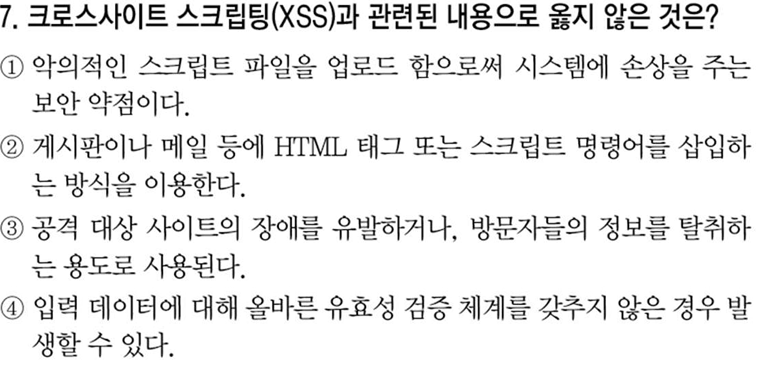 7. 크로스사이트 스크립팅(XSS)과 관련된 내용으로 옳지 않은 것은?
① 악의적인 스크립트 파일을 업로드 함으로써 시스템에 손상을 주는
보안 약점이다.
② 게시판이나 메일 등에 HTML 태그 또는 스크립트 명령어를 삽입하
는 방식을 이용한다.
③ 공격 대상 사이트의 장애를 유발하거나, 방문자들의 정보를 탈취하
는 용도로 사용된다.
④ 입력 데이터에 대해 올바른 유효성 검증 체계를 갖추지 않은 경우 발
생할 수 있다.